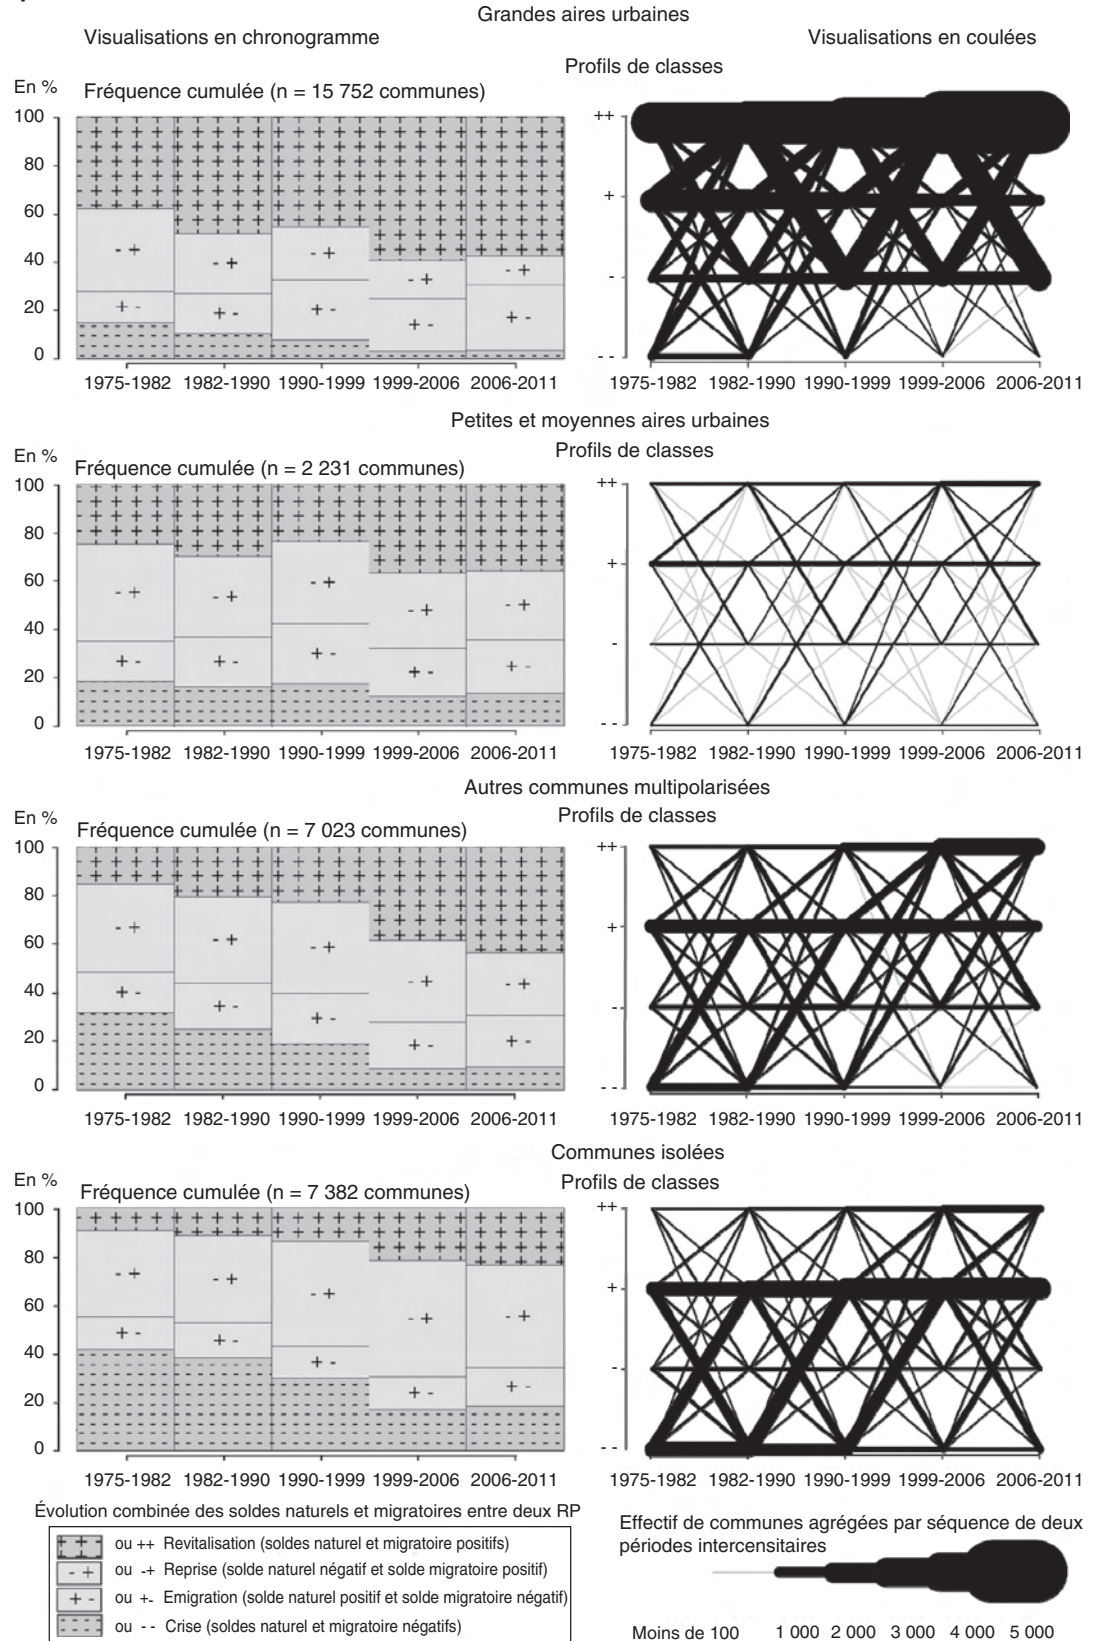 Grandes aires urbaines
Visualisations en chronogramme
Visualisations en coulées
Profils de classes
En %
Fréquence cumulée (n = 15 752 communes)
100
80
60
40
20
0
- +
- +
- +
- +
- +
+ -
+ -
+ -
+ -
+ -
1975-1982 1982-1990 1990-1999 1999-2006 2006-2011
++
+
-
- -
1975-1982 1982-1990 1990-1999 1999-2006 2006-2011
Petites et moyennes aires urbaines
Profils de classes
En %
Fréquence cumulée (n = 2 231 communes)
100
80
60
40
20
0
- +
- +
- +
- +
- +
+ -
+ -
+ -
+ -
+ -
1975-1982 1982-1990 1990-1999 1999-2006 2006-2011
++
+
-
- -
1975-1982 1982-1990 1990-1999 1999-2006 2006-2011
Autres communes multipolarisées
Profils de classes
En %
Fréquence cumulée (n = 7 023 communes)
100
80
60
40
20
0
- +
- +
- +
- +
- +
+ -
+ -
+ -
+ -
+ -
1975-1982 1982-1990 1990-1999 1999-2006 2006-2011
++
+
-
- -
1975-1982 1982-1990 1990-1999 1999-2006 2006-2011
Communes isolées
Profils de classes
En %
Fréquence cumulée (n = 7 382 communes)
100
80
60
40
20
0
- +
- +
- +
- +
- +
+ -
+ -
+ -
+ -
+ -
1975-1982 1982-1990 1990-1999 1999-2006 2006-2011
++
+
-
- -
1975-1982 1982-1990 1990-1999 1999-2006 2006-2011
Évolution combinée des soldes naturels et migratoires entre deux RP
ou ++ Revitalisation (soldes naturel et migratoire positifs)
- + ou -+ Reprise (solde naturel négatif et solde migratoire positif)
+ - ou +- Emigration (solde naturel positif et solde migratoire négatif)
ou - - Crise (soldes naturel et migratoire négatifs)
Effectif de communes agrégées par séquence de deux
périodes intercensitaires
Moins de 100 1 000 2 000 3 000 4 000 5 000